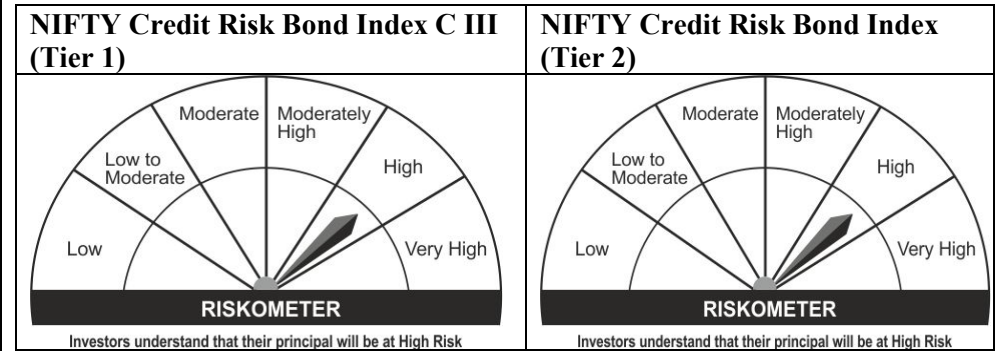 NIFTY Credit Risk Bond Index C III
(Tier 1)
NIFTY Credit Risk Bond Index
(Tier 2)
Moderate
Moderately
High
Low to
Moderate
High
Low
Very High
RISKOMETER
Investors understand that their principal will be at High Risk
Moderate
Moderately
High
Low to
Moderate
High
Low
Very High
RISKOMETER
Investors understand that their principal will be at High Risk